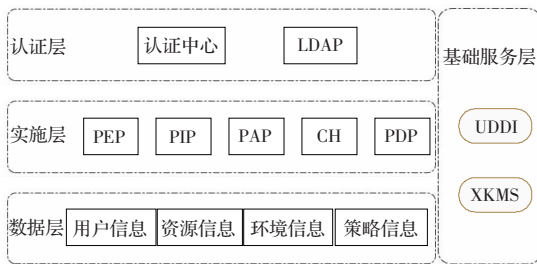 认证层 认证中心 LDAP
实施层 PEP PIP PAP CH PDP
数据层 用户信息 资源信息 环境信息 策略信息
基础服务层
UDDI
XKMS